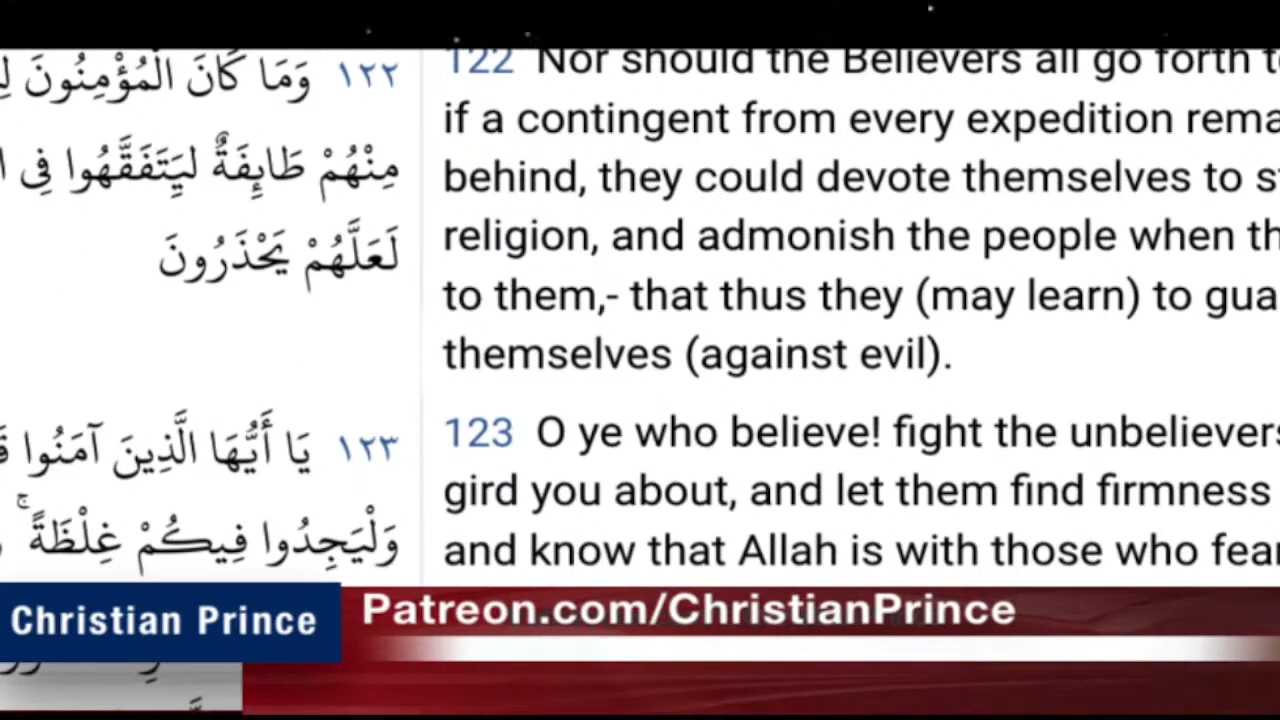 ١٢٢ وَمَا كَانَ الْمُؤْمِنُونَ
مِنْهُمْ طَايِفَةٌ لِيَتَفَقَّهُوا فِى
لَعَلَّهُمْ يَحْذَرُونَ
122 Nor should the Believers all go forth
if a contingent from every expedition
behind, they could devote themselves to
religion, and admonish the people when
to them,- that thus they (may learn) to
themselves (against evil).
١٢٣ يَا أَيُّهَا الَّذِينَ آمَنُوا
وَلْيَجِدُوا فِيكُمْ غِلْظَةً ۚ
123 O ye who believe! fight the unbelievers
gird you about, and let them find firmness
and know that Allah is with those who
Christian Prince
Patreon.com/ChristianPrince